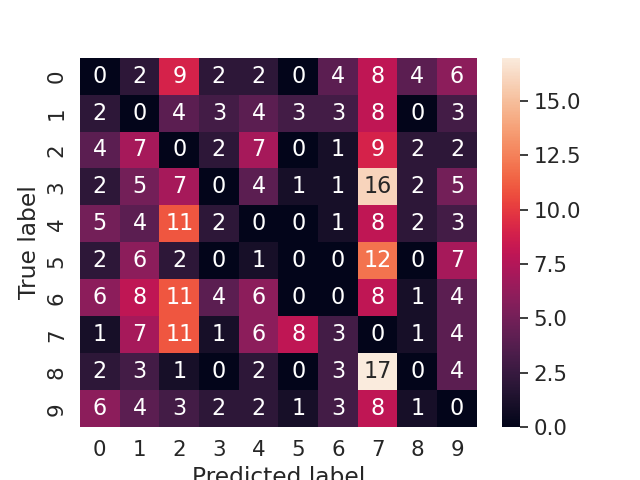 0 0 2 9 2 2 0 4 8 4 6
1 2 0 4 3 4 3 3 8 0 3
2 4 7 0 2 7 0 1 9 2 2
3 2 5 7 0 4 1 1 16 2 5
4 5 4 11 2 0 0 1 8 2 3
5 2 6 2 0 1 0 0 12 0 7
6 6 8 11 4 6 0 0 8 1 4
7 1 7 11 1 6 8 3 0 1 4
8 2 3 1 0 2 0 3 17 0 4
9 6 4 3 2 2 1 3 8 1 0
0 1 2 3 4 5 6 7 8 9
Predicted label
True label
15.0
12.5
10.0
7.5
5.0
2.5
0.0